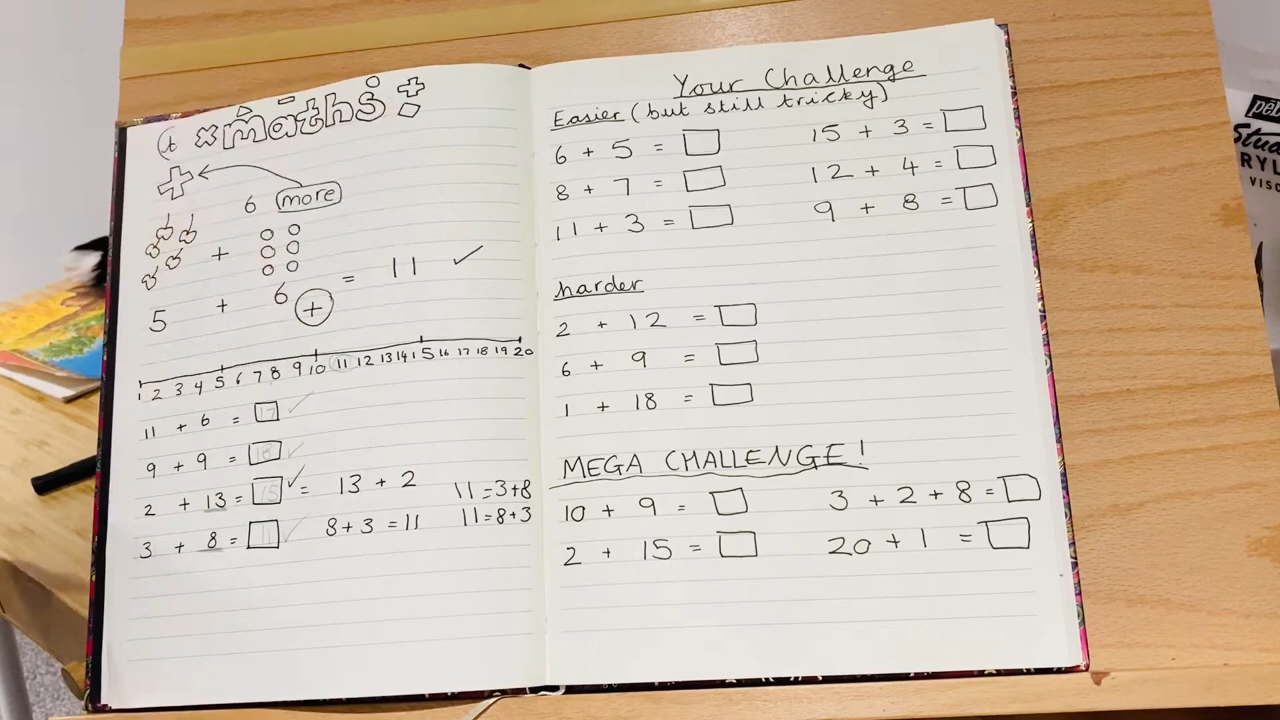 maths
6 more
5 + 6 = 11 ✓
+
1 2 3 4 5 6 7 8 9 10 11 12 13 14 15 16 17 18 19 20
11 + 6 = 17 ✓
9 + 9 = 18 ✓
2 + 13 = 15 ✓ = 13 + 2
11 = 3+8
3 + 8 = 11 ✓ 8+3 = 11
11 = 8+3
Your Challenge
Easier (but still tricky)
6 + 5 = □
15 + 3 = □
8 + 7 = □
12 + 4 = □
11 + 3 = □
9 + 8 = □
harder
2 + 12 = □
6 + 9 = □
1 + 18 = □
MEGA CHALLENGE!
10 + 9 = □
3 + 2 + 8 = □
2 + 15 = □
20 + 1 = □